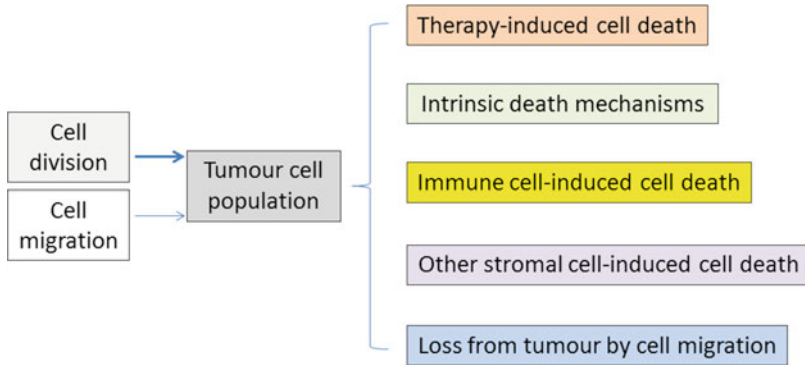 Cell
division
Cell
migration
Tumour cell
population
Therapy-induced cell death
Intrinsic death mechanisms
Immune cell-induced cell death
Other stromal cell-induced cell death
Loss from tumour by cell migration